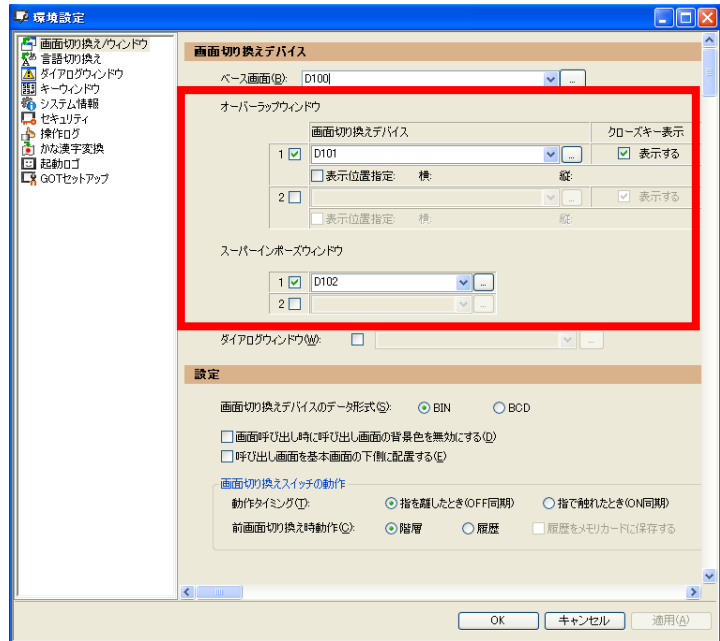 環境設定
画面切り換え/ウィンドウ
言語切り換え
ダイアログウィンドウ
キーウィンドウ
システム情報
セキュリティ
操作ログ
かな漢字変換
起動ロゴ
GOTセットアップ
画面切り換えデバイス
ベース画面(B): D100 ...
オーバーラップウィンドウ
画面切り換えデバイス クローズキー表示
1 D101 ... 表示する
表示位置指定: 横: 縦:
2 ... 表示する
表示位置指定: 横: 縦:
スーパーインポーズウィンドウ
1 D102 ...
2 ...
ダイアログウィンドウ(W): ...
設定
画面切り換えデバイスのデータ形式(S): BIN BCD
画面呼び出し時に呼び出し画面の背景色を無効にする(D)
呼び出し画面を基本画面の下側に配置する(E)
画面切り換えスイッチの動作
動作タイミング(T): 指を離したとき(OFF同期) 指で触れたとき(ON同期)
前画面切り換え時動作(C): 階層 履歴 履歴をメモリカードに保存する
OK キャンセル 適用(A)